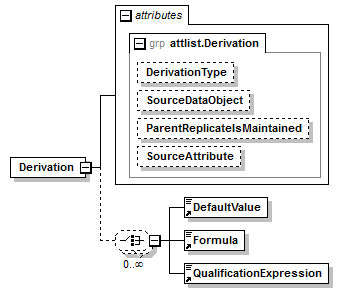 attributes
grp attlist.Derivation
DerivationType
SourceDataObject
ParentReplicateIsMaintained
SourceAttribute
Derivation
DefaultValue
Formula
0..∞
QualificationExpression